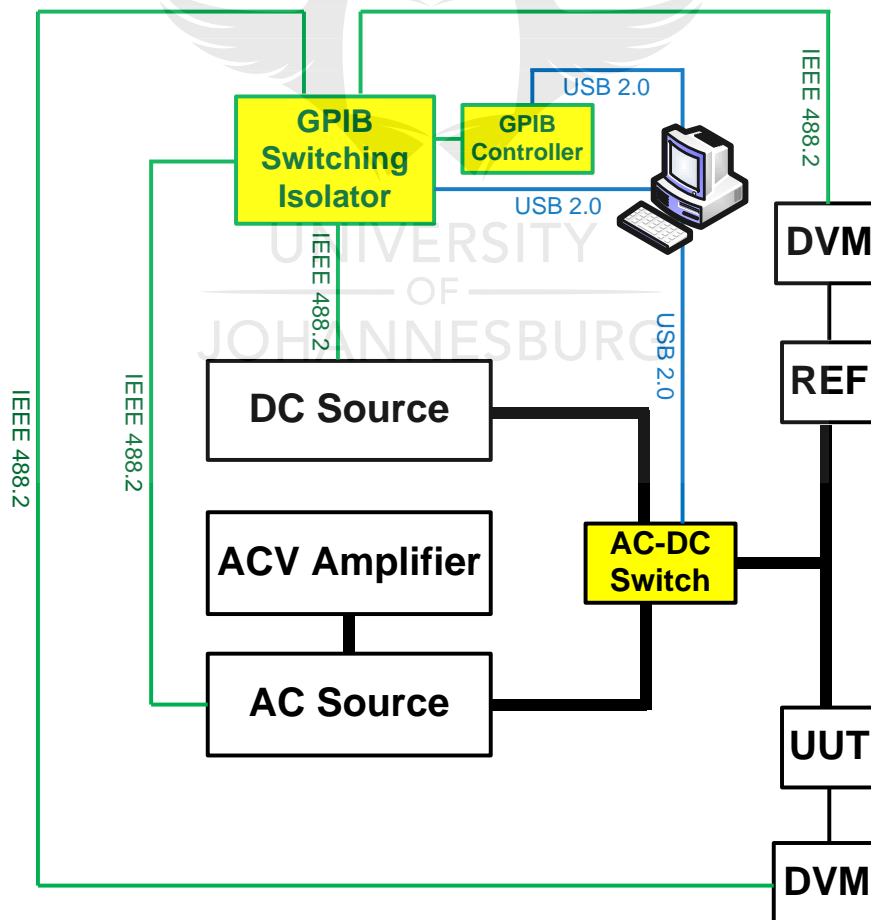 USB 2.0
IEEE 488.2
GPIB
Switching
Isolator
GPIB
Controller
USB 2.0
DVM
UNIVERSITY
OF
JOHANNESBURG
IEEE 488.2
USB 2.0
REF
DC Source
IEEE 488.2
IEEE 488.2
ACV Amplifier
AC-DC
Switch
AC Source
UUT
DVM